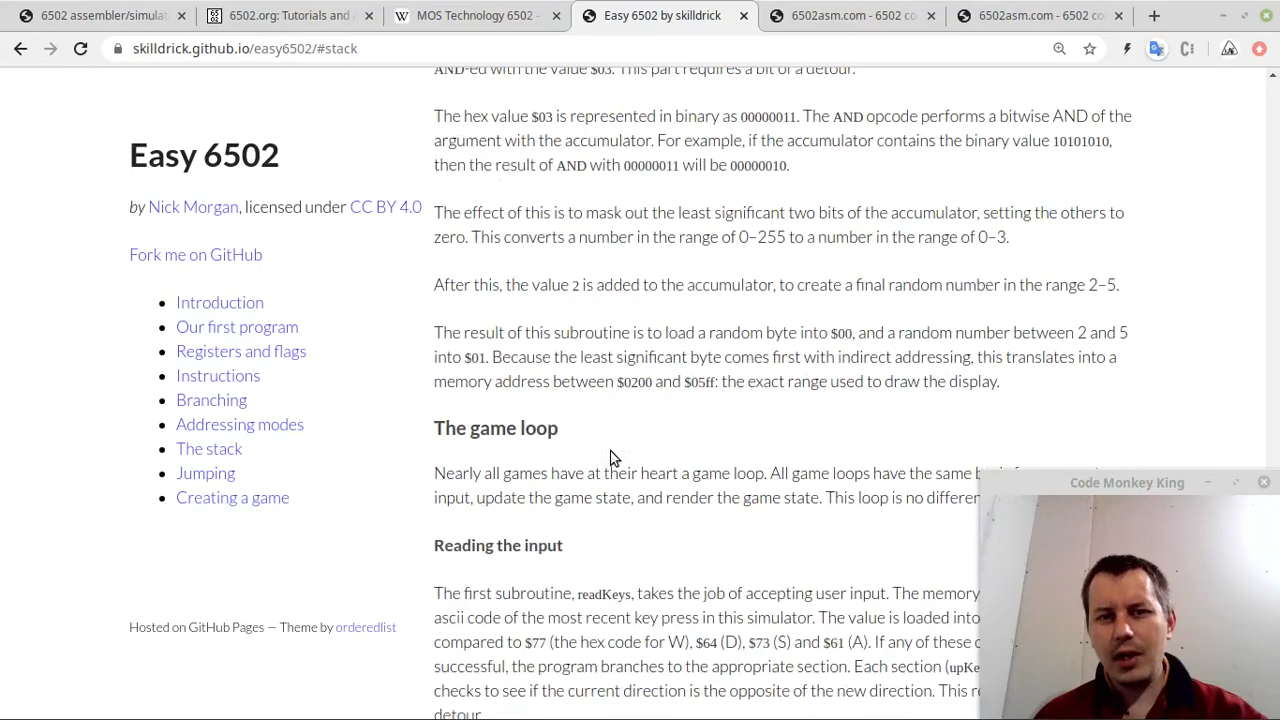 6502 assembler/simulat
6502.org: Tutorials and
MOS Technology 6502 -
Easy 6502 by skilldrick
6502asm.com - 6502 co
6502asm.com - 6502 co
skilldrick.github.io/easy6502/#stack
AND-ed with the value $03. This part requires a bit of a detour.
The hex value $03 is represented in binary as 00000011. The AND opcode performs a bitwise AND of the
argument with the accumulator. For example, if the accumulator contains the binary value 10101010,
then the result of AND with 00000011 will be 00000010.
Easy 6502
by Nick Morgan, licensed under CC BY 4.0
Fork me on GitHub
The effect of this is to mask out the least significant two bits of the accumulator, setting the others to
zero. This converts a number in the range of 0–255 to a number in the range of 0–3.
After this, the value 2 is added to the accumulator, to create a final random number in the range 2–5.
Introduction
Our first program
Registers and flags
Instructions
Branching
Addressing modes
The stack
Jumping
Creating a game
The result of this subroutine is to load a random byte into $00, and a random number between 2 and 5
into $01. Because the least significant byte comes first with indirect addressing, this translates into a
memory address between $0200 and $05ff: the exact range used to draw the display.
The game loop
Nearly all games have at their heart a game loop. All game loops have the same
input, update the game state, and render the game state. This loop is no differen
Reading the input
The first subroutine, readKeys, takes the job of accepting user input. The memory
ascii code of the most recent key press in this simulator. The value is loaded into
compared to $77 (the hex code for W), $64 (D), $73 (S) and $61 (A). If any of these c
successful, the program branches to the appropriate section. Each section (upKe
checks to see if the current direction is the opposite of the new direction. This re
detour.
Hosted on GitHub Pages — Theme by orderedlist
Code Monkey King